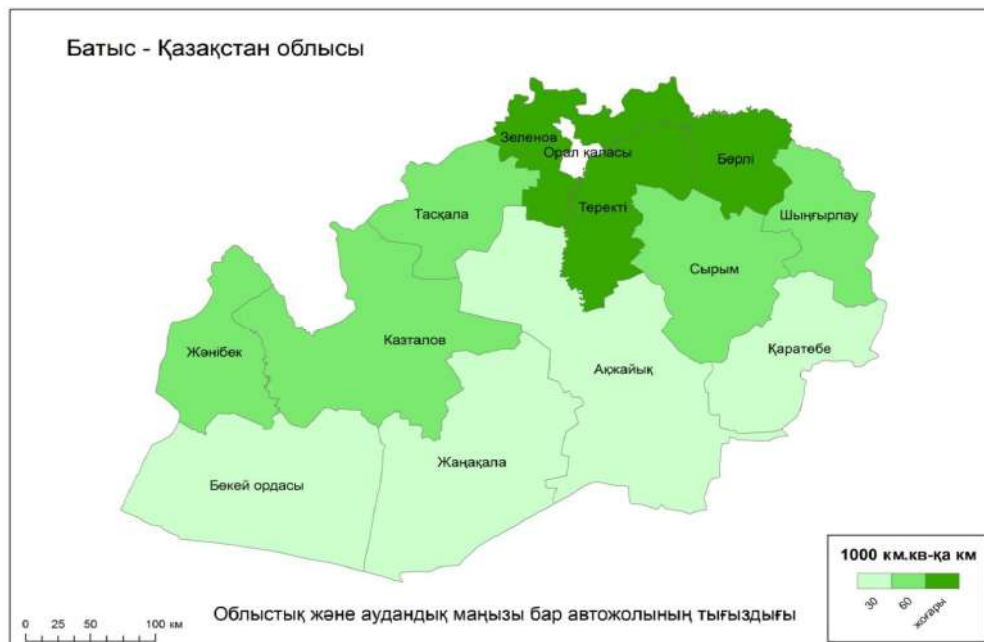 Батыс - Қазақстан облысы
Зеленов
Орал қаласы
Бөрлі
Тасқала
Теректі
Шыңғырлау
Сырым
Жәнібек
Казталов
Ақжайық
Қаратөбе
Жаңақала
Бөкей ордасы
1000 км.кв-қа км
30
60
жоғары
0 25 50 100 км
Облыстық және аудандық маңызы бар автожолының тығыздығы